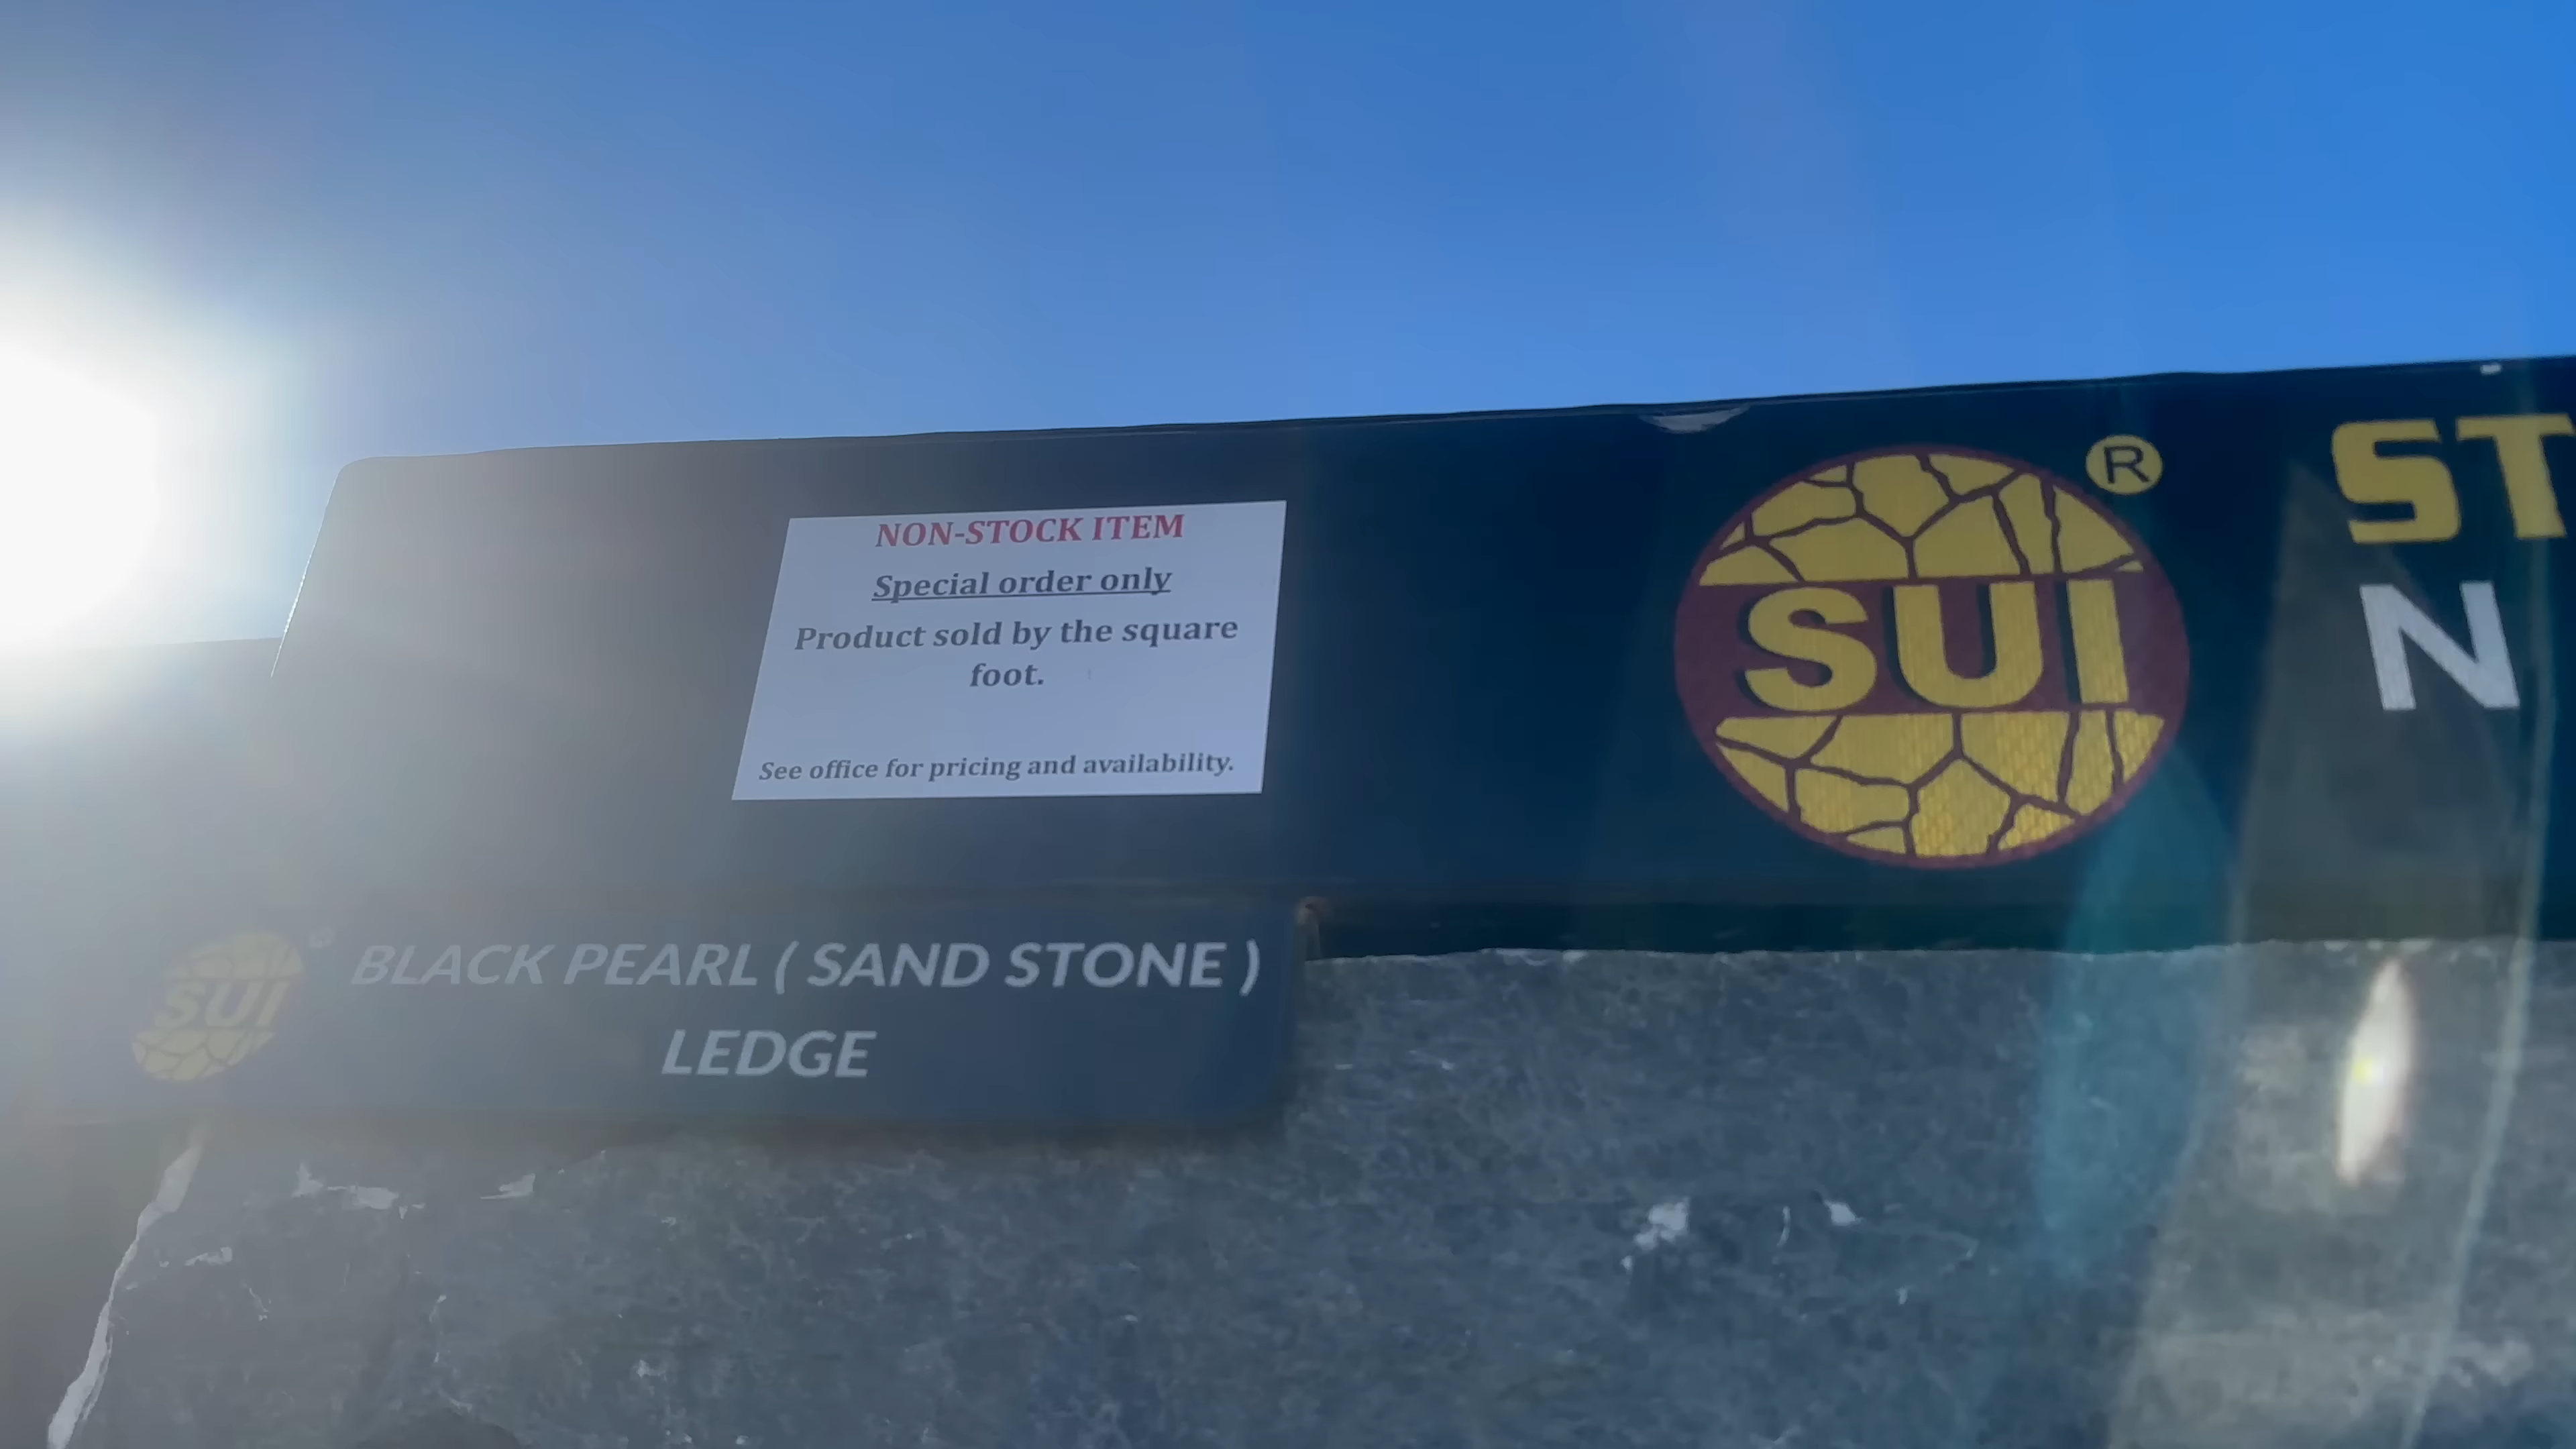 NON-STOCK ITEM
Special order only
Product sold by the square
foot.
See office for pricing and availability.
®
SUI
ST
N
SUI
BLACK PEARL ( SAND STONE )
LEDGE